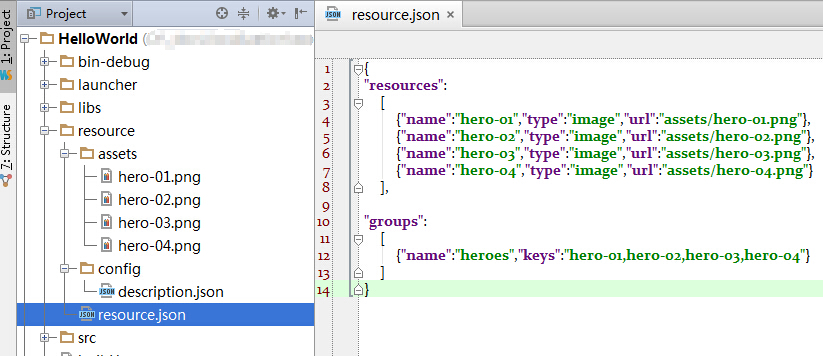 1: Project
7: Structure
Project
HelloWorld (
bin-debug
launcher
libs
resource
assets
hero-01.png
hero-02.png
hero-03.png
hero-04.png
config
description.json
resource.json
src
resource.json
1 {
2 "resources":
3 [
4 {"name":"hero-01","type":"image","url":"assets/hero-01.png"},
5 {"name":"hero-02","type":"image","url":"assets/hero-02.png"},
6 {"name":"hero-03","type":"image","url":"assets/hero-03.png"},
7 {"name":"hero-04","type":"image","url":"assets/hero-04.png"}
8 ],
9
10 "groups":
11 [
12 {"name":"heroes","keys":"hero-01,hero-02,hero-03,hero-04"}
13 ]
14 }